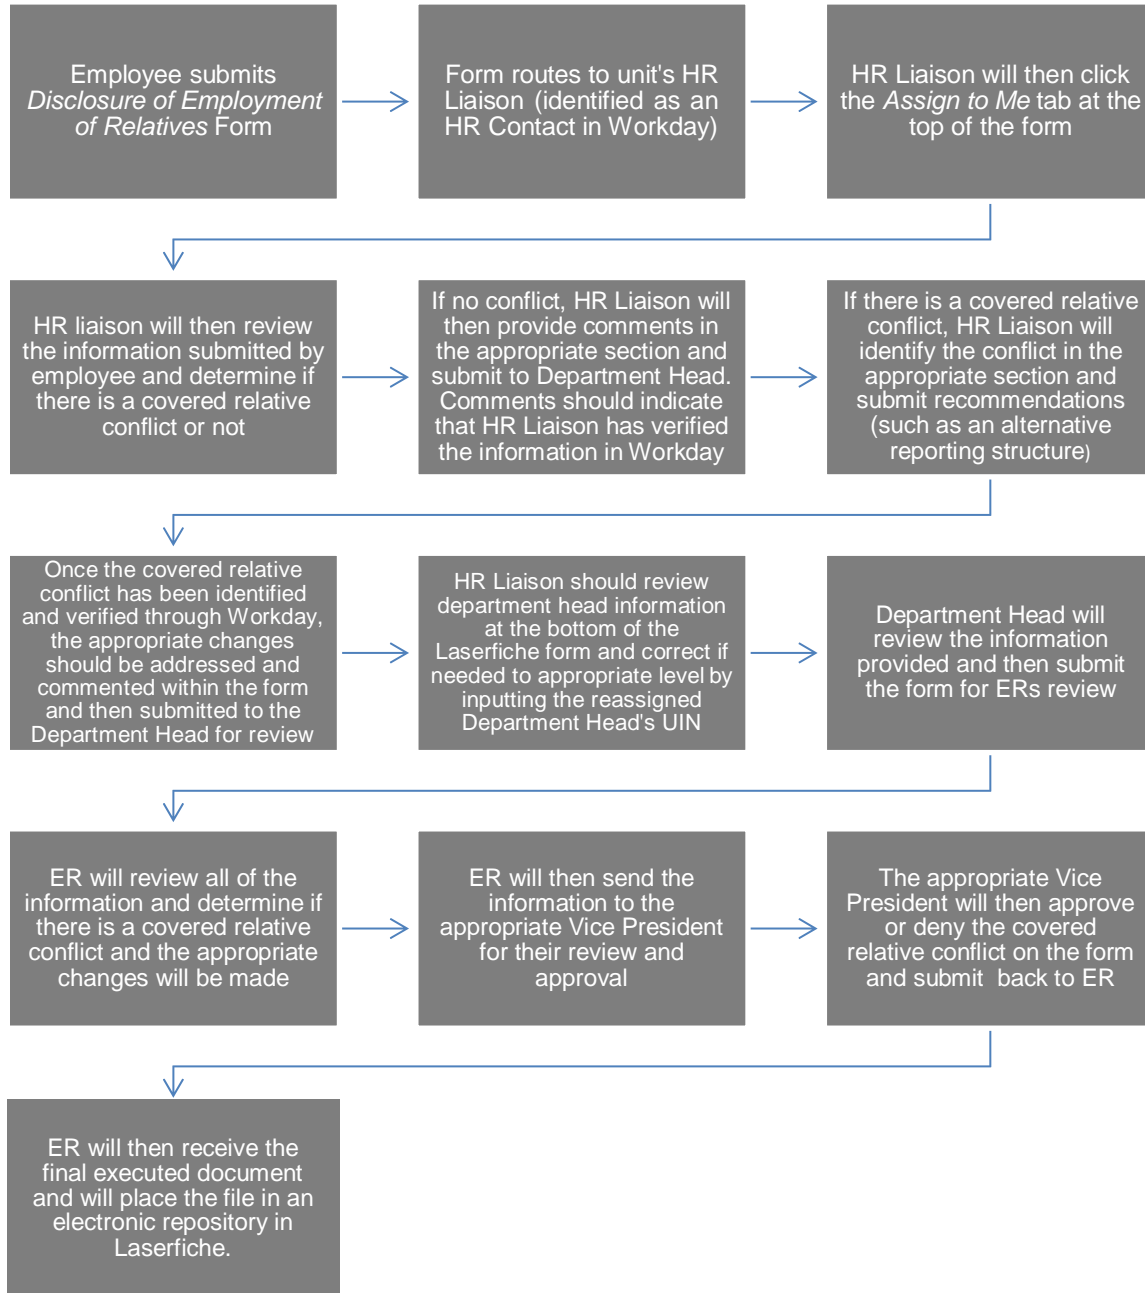 Employee submits
Disclosure of Employment
of Relatives Form
Form routes to unit's HR
Liaison (identified as an
HR Contact in Workday)
HR Liaison will then click
the Assign to Me tab at the
top of the form
HR liaison will then review
the information submitted by
employee and determine if
there is a covered relative
conflict or not
If no conflict, HR Liaison will
then provide comments in
the appropriate section and
submit to Department Head.
Comments should indicate
that HR Liaison has verified
the information in Workday
If there is a covered relative
conflict, HR Liaison will
identify the conflict in the
appropriate section and
submit recommendations
(such as an alternative
reporting structure)
Once the covered relative
conflict has been identified
and verified through Workday,
the appropriate changes
should be addressed and
commented within the form
and then submitted to the
Department Head for review
HR Liaison should review
department head information
at the bottom of the
Laserfiche form and correct if
needed to appropriate level by
inputting the reassigned
Department Head's UIN
Department Head will
review the information
provided and then submit
the form for ERs review
ER will review all of the
information and determine if
there is a covered relative
conflict and the appropriate
changes will be made
ER will then send the
information to the
appropriate Vice President
for their review and
approval
The appropriate Vice
President will then approve
or deny the covered
relative conflict on the form
and submit  back to ER
ER will then receive the
final executed document
and will place the file in an
electronic repository in
Laserfiche.